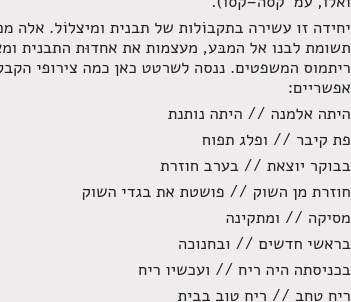 ואלו, עמ' קסה–קסו).
יחידה זו עשירה בתקבולות של תבנית ומיצלול. אלה
תשומת לבנו אל המבע, מעצמות את אחדות התבנית
ריתמוס המשפטים. ננסה לשרטט כאן כמה צירופי
אפשריים:
היתה אלמנה // היתה נותנת
פת קיבר // ופלג תפוח
בבוקר יוצאת // בערב חוזרת
חוזרת מן השוק // פושטת את בגדי השוק
מסיקה // ומתקינה
בראשי חדשים // ובחנוכה
בכניסתה היה ריח // ועכשיו ריח
ריח טחב // ריח טוב בבית